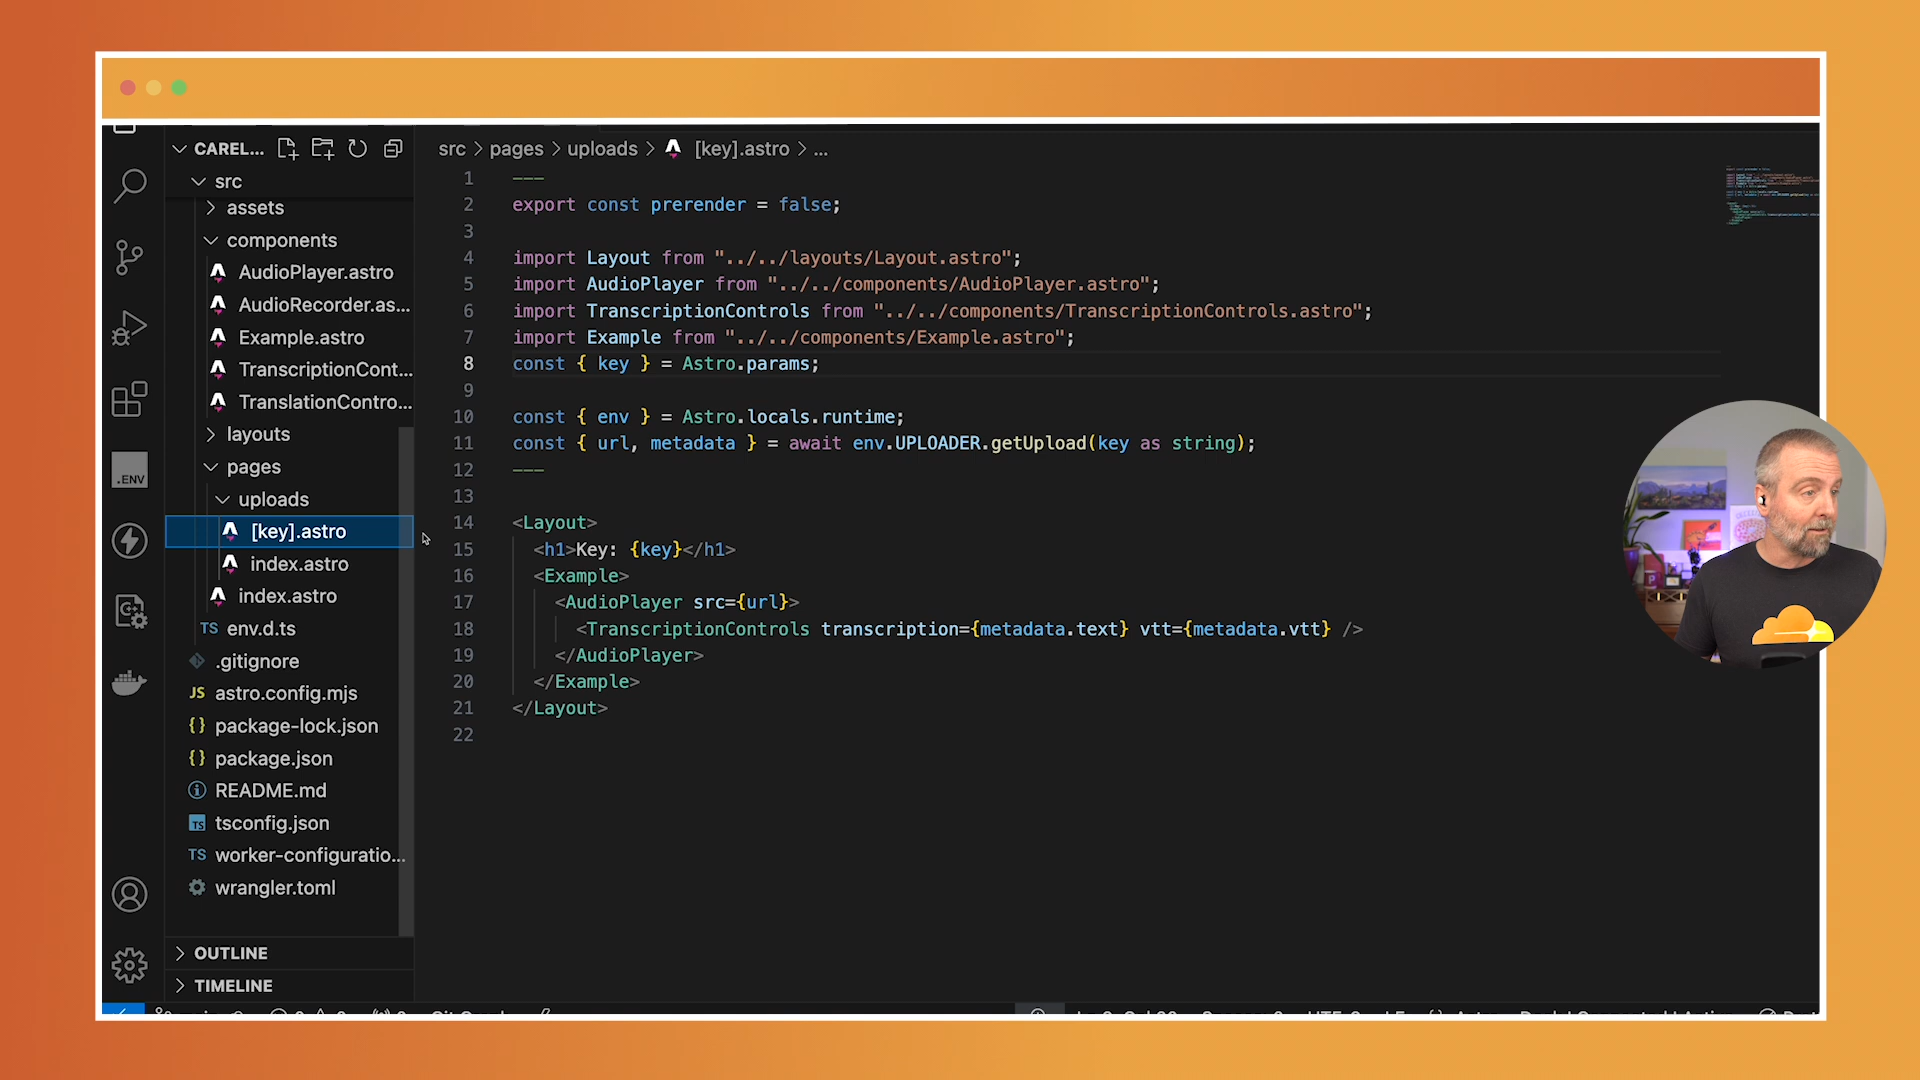 CAREL...
src
assets
components
AudioPlayer.astro
AudioRecorder.as...
Example.astro
TranscriptionCont...
TranslationContro...
layouts
pages
uploads
[key].astro
index.astro
index.astro
TS env.d.ts
.gitignore
JS astro.config.mjs
{} package-lock.json
{} package.json
README.md
TS tsconfig.json
TS worker-configuratio...
wrangler.toml
OUTLINE
TIMELINE
.ENV
src > pages > uploads > [key].astro > ...
1 ---
2 export const prerender = false;
3
4 import Layout from "../../layouts/Layout.astro";
5 import AudioPlayer from "../../components/AudioPlayer.astro";
6 import TranscriptionControls from "../../components/TranscriptionControls.astro";
7 import Example from "../../components/Example.astro";
8 const { key } = Astro.params;
9
10 const { env } = Astro.locals.runtime;
11 const { url, metadata } = await env.UPLOADER.getUpload(key as string);
12 ---
13
14 <Layout>
15 <h1>Key: {key}</h1>
16 <Example>
17 <AudioPlayer src={url}>
18 <TranscriptionControls transcription={metadata.text} vtt={metadata.vtt} />
19 </AudioPlayer>
20 </Example>
21 </Layout>
22